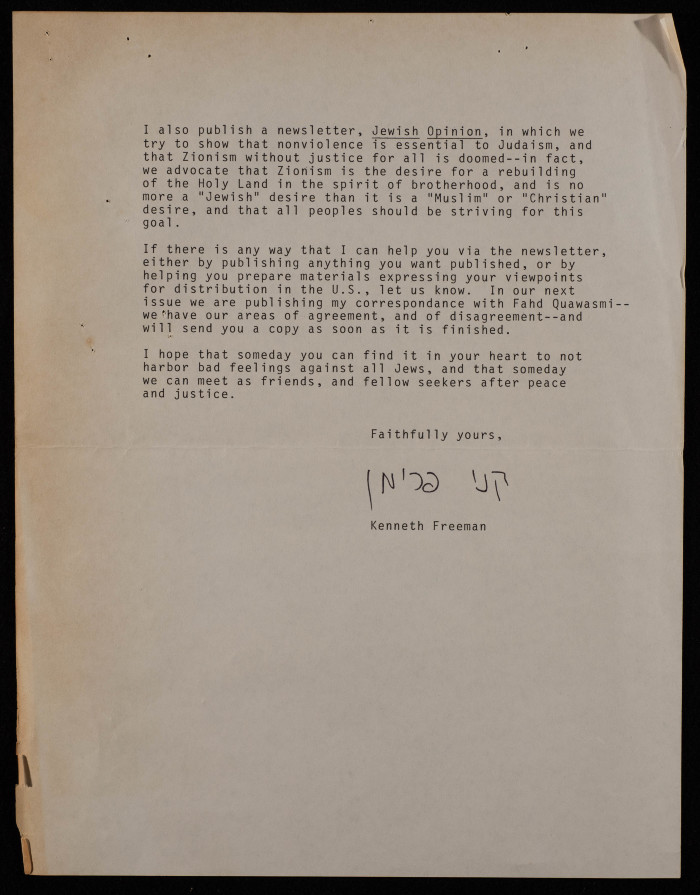 I also publish a newsletter, Jewish Opinion, in which we
try to show that nonviolence is essential to Judaism, and
that Zionism without justice for all is doomed--in fact,
we advocate that Zionism is the desire for a rebuilding
of the Holy Land in the spirit of brotherhood, and is no
more a "Jewish" desire than it is a "Muslim" or "Christian"
desire, and that all peoples should be striving for this
goal.
If there is any way that I can help you via the newsletter,
either by publishing anything you want published, or by
helping you prepare materials expressing your viewpoints
for distribution in the U.S., let us know. In our next
issue we are publishing my correspondance with Fahd Quawasmi--
we have our areas of agreement, and of disagreement--and
will send you a copy as soon as it is finished.
I hope that someday you can find it in your heart to not
harbor bad feelings against all Jews, and that someday
we can meet as friends, and fellow seekers after peace
and justice.
Faithfully yours,
קני פרימן
Kenneth Freeman